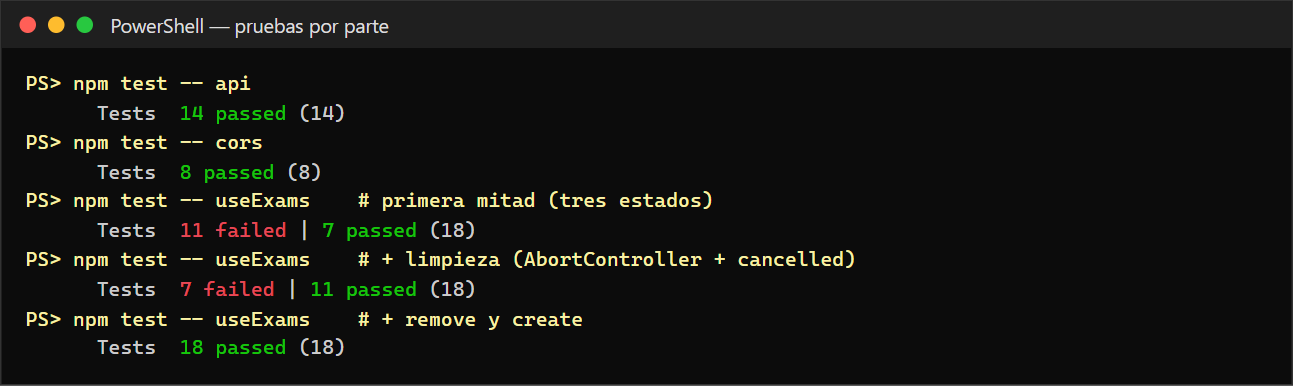 PowerShell — pruebas por parte
PS> npm test -- api
Tests 14 passed (14)
PS> npm test -- cors
Tests 8 passed (8)
PS> npm test -- useExams # primera mitad (tres estados)
Tests 11 failed | 7 passed (18)
PS> npm test -- useExams # + limpieza (AbortController + cancelled)
Tests 7 failed | 11 passed (18)
PS> npm test -- useExams # + remove y create
Tests 18 passed (18)